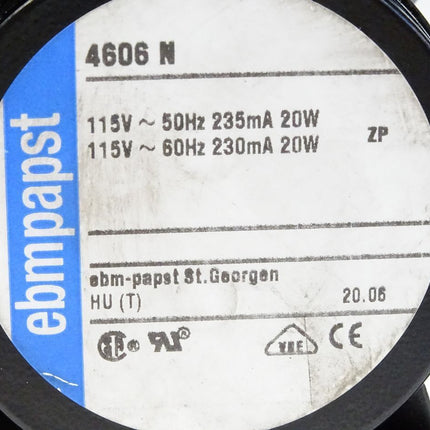 ebmpapst
4606 N
115V ~ 50Hz 235mA 20W
115V ~ 60Hz 230mA 20W
ZP
ebm-papst St.Georgen
HU (T)
20.06
VDE
CE